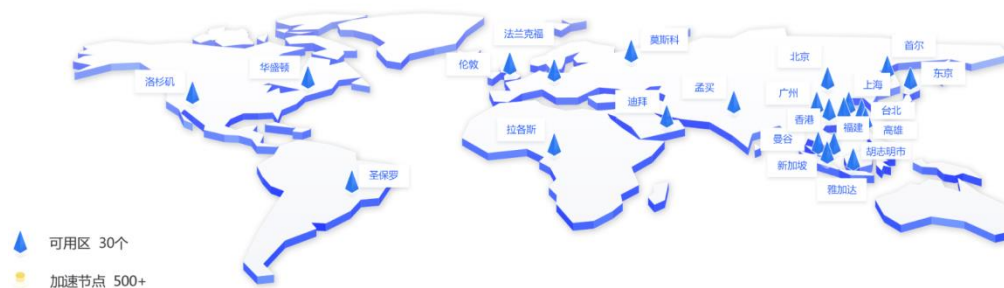 法兰克福
莫斯科
首尔
北京
华盛顿
伦敦
上海
东京
洛杉矶
孟买
广州
迪拜
台北
香港
福建
高雄
拉各斯
曼谷
胡志明市
新加坡
圣保罗
雅加达
可用区 30个
加速节点 500+